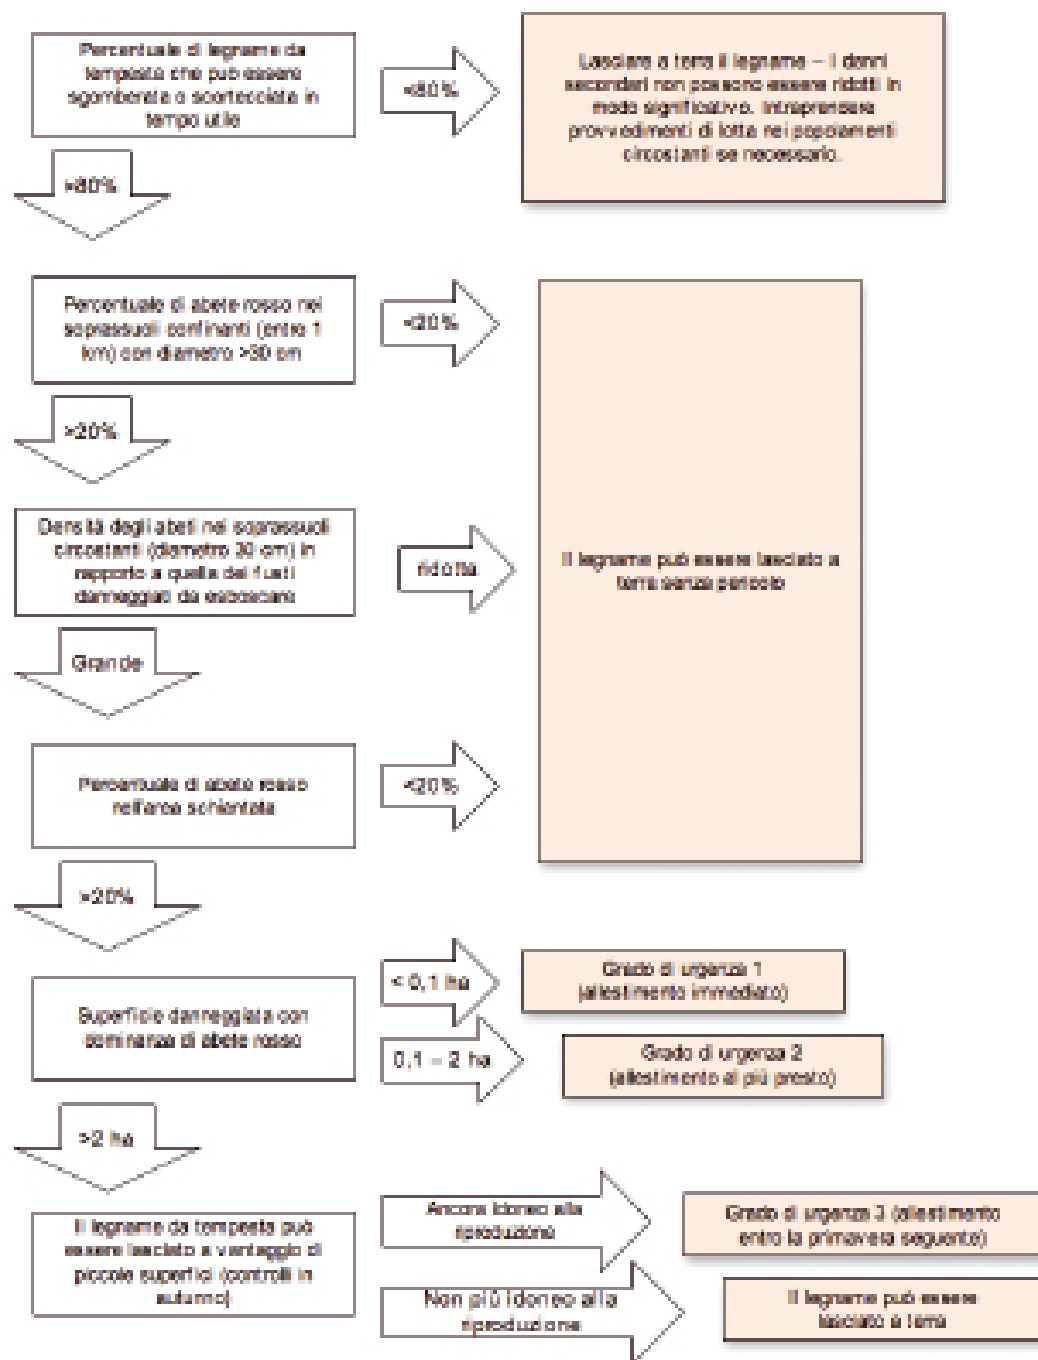 Percentuale di legname da
tempesta che può essere
sgomberata o scortecciata in
tempo utile
<80%
Lasciare a terra il legname – I danni
secondari non possono essere ridotti in
modo significativo. Intraprendere
provvedimenti di lotta nei popolamenti
circostanti se necessario.
>80%
Percentuale di abete rosso nei
soprassuoli confinanti (entro 1
km) con diametro >30 cm
<20%
>20%
Densità degli abeti nei soprassuoli
circostanti (diametro 30 cm) in
rapporto a quella dei fusti
danneggiati da esboscare
ridotta
Il legname può essere lasciato a
terra senza pericolo
Grande
Percentuale di abete rosso
nell'area schiantata
<20%
>20%
Superficie danneggiata con
dominanza di abete rosso
< 0,1 ha
Grado di urgenza 1
(allestimento immediato)
0,1 – 2 ha
Grado di urgenza 2
(allestimento al più presto)
>2 ha
Il legname da tempesta può
essere lasciato a vantaggio di
piccole superfici (controlli in
autunno)
Ancora idoneo alla
riproduzione
Grado di urgenza 3 (allestimento
entro la primavera seguente)
Non più idoneo alla
riproduzione
Il legname può essere
lasciato a terra